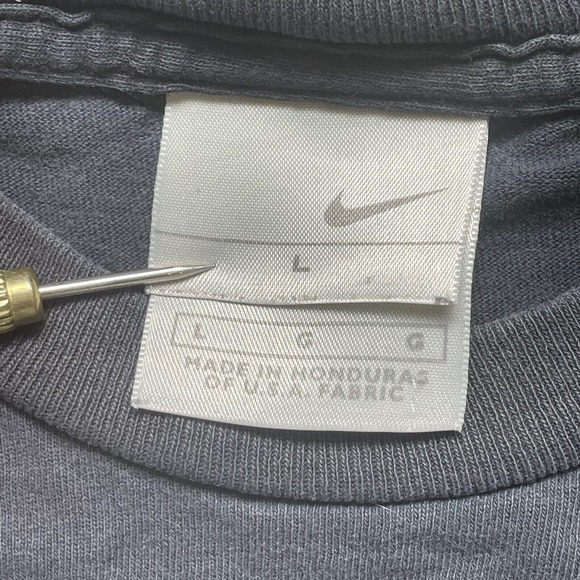 L
L G G
MADE IN HONDURAS
OF U.S.A. FABRIC